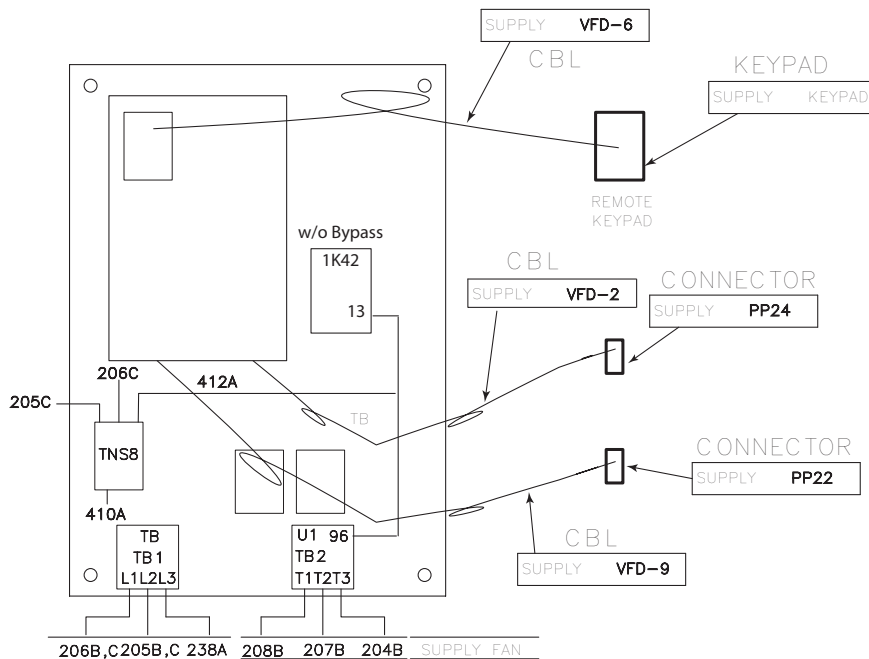 SUPPLY VFD-6
CBL
KEYPAD
SUPPLY KEYPAD
REMOTE
KEYPAD
w/o Bypass
1K42
13
CBL
SUPPLY VFD-2
CONNECTOR
SUPPLY PP24
206C
412A
205C
TB
TNS8
CONNECTOR
SUPPLY PP22
410A
TB
TB1
L1L2L3
U1 96
TB2
T1T2T3
CBL
SUPPLY VFD-9
206B,C 205B,C 238A 208B 207B 204B SUPPLY FAN